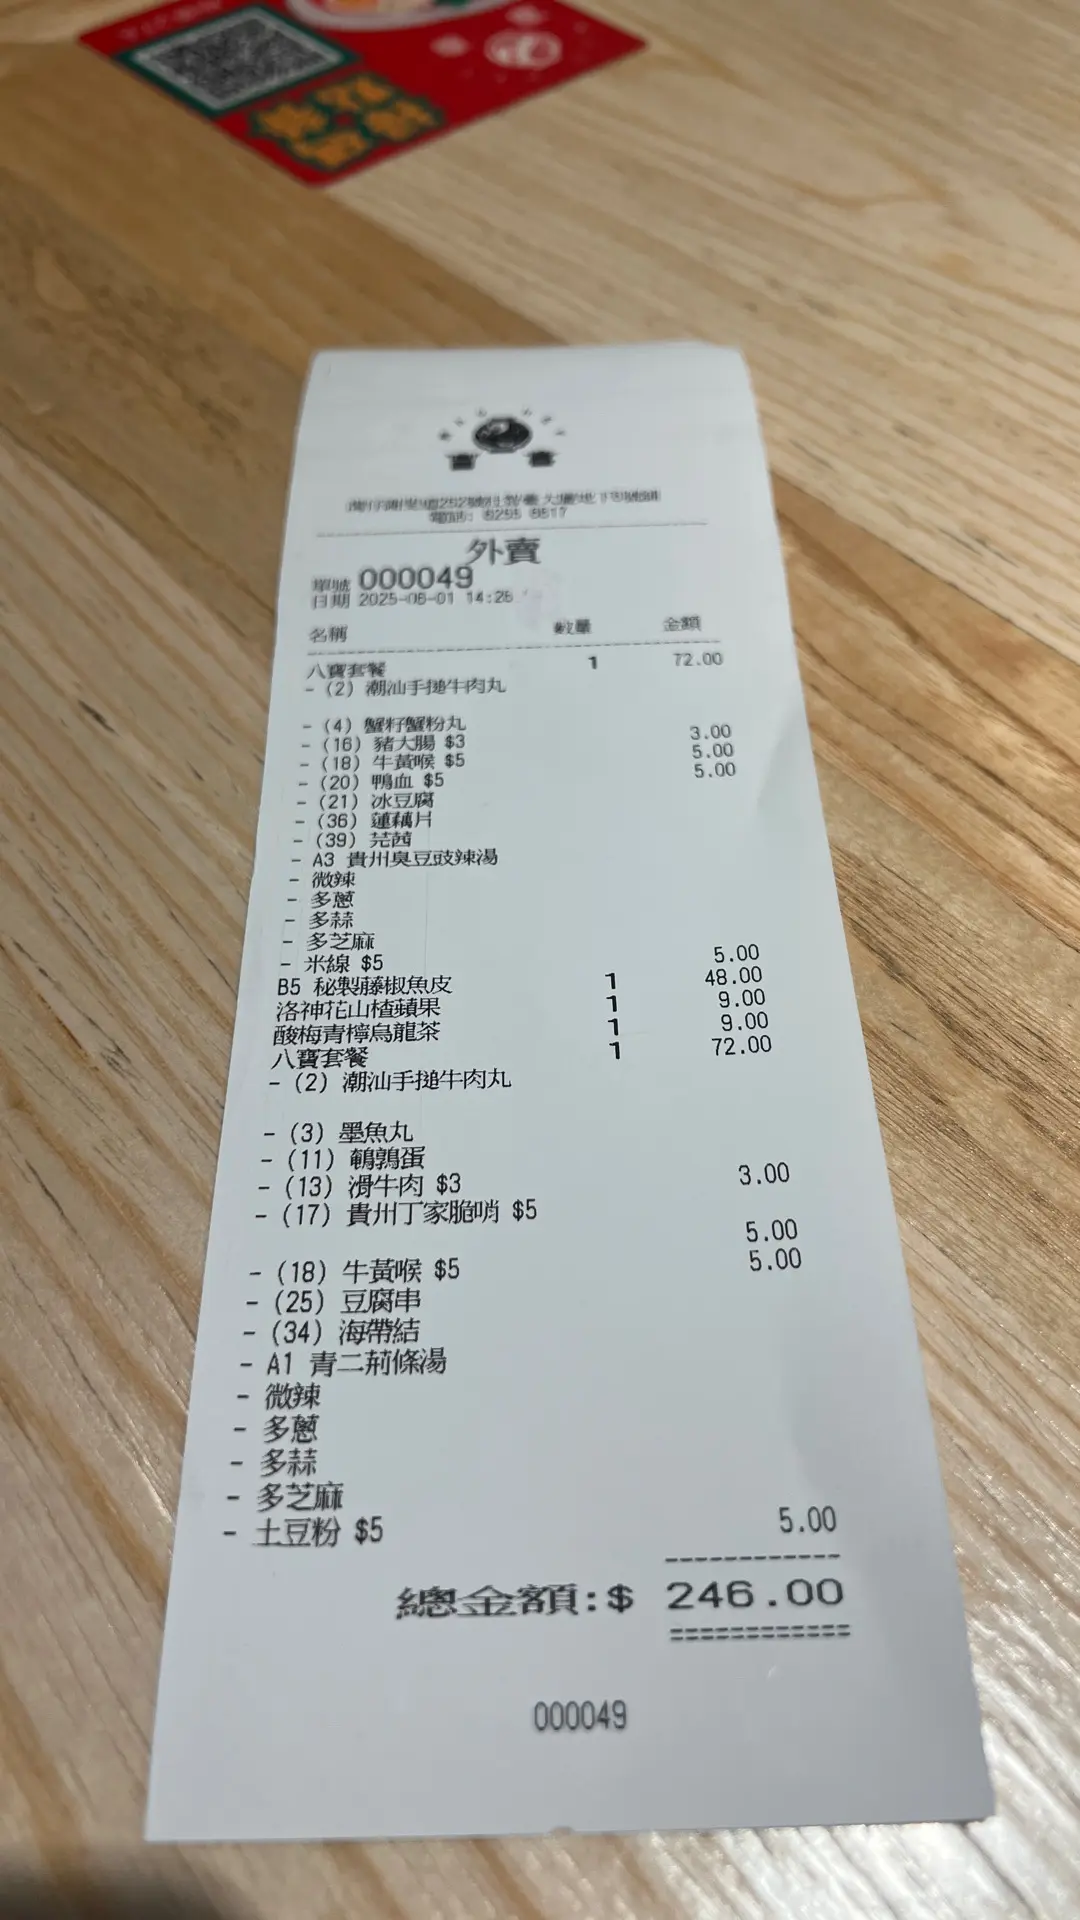 外賣
單號 000049
日期 2025-06-01 14:26
名稱 數量 金額
八寶套餐 1 72.00
- (2) 潮汕手搥牛肉丸
- (4) 蟹籽蟹粉丸
- (16) 豬大腸 $3 3.00
- (18) 牛黃喉 $5 5.00
- (20) 鴨血 $5 5.00
- (21) 冰豆腐
- (36) 蓮藕片
- (39) 芫茜
- A3 貴州臭豆豉辣湯
- 微辣
- 多蔥
- 多蒜
- 多芝麻
- 米線 $5 5.00
B5 秘製藤椒魚皮 1 48.00
洛神花山楂蘋果 1 9.00
酸梅青檸烏龍茶 1 9.00
八寶套餐 1 72.00
- (2) 潮汕手搥牛肉丸
- (3) 墨魚丸
- (11) 鵪鶉蛋
- (13) 滑牛肉 $3 3.00
- (17) 貴州丁家脆哨 $5 5.00
- (18) 牛黃喉 $5 5.00
- (25) 豆腐串
- (34) 海帶結
- A1 青二荊條湯
- 微辣
- 多蔥
- 多蒜
- 多芝麻
- 土豆粉 $5 5.00
總金額:$ 246.00
000049